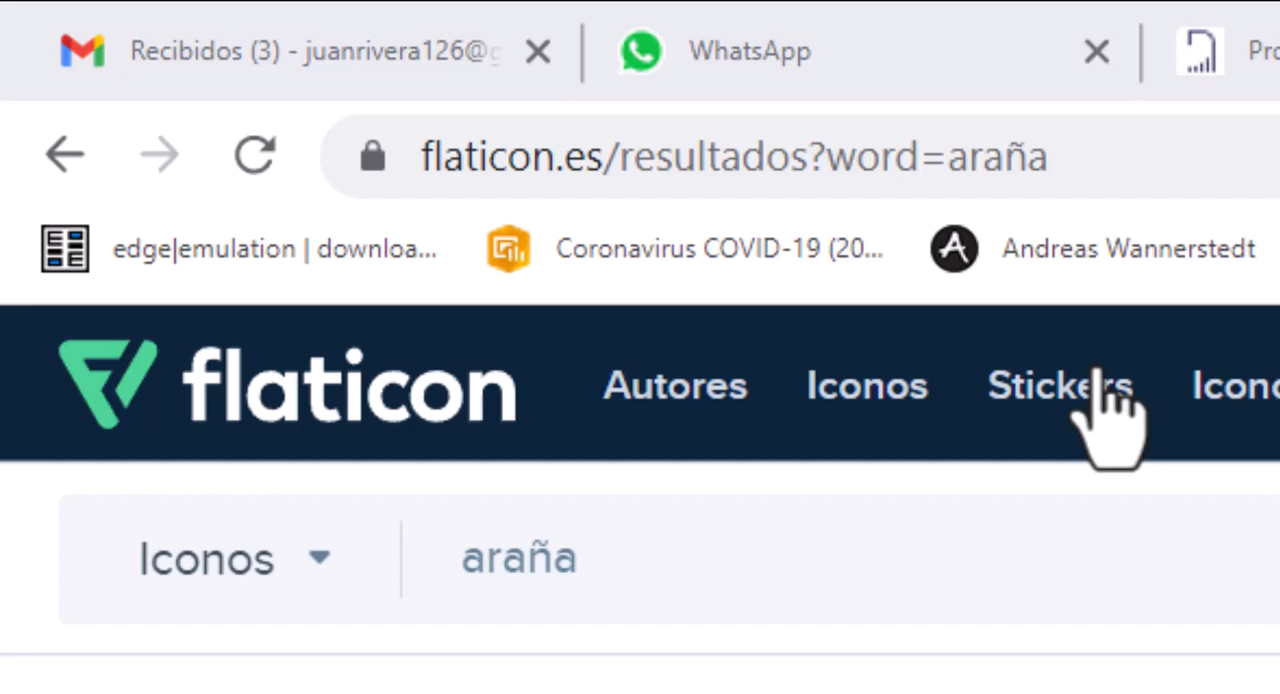 Recibidos (3) - juanrivera126@g WhatsApp
flaticon.es/resultados?word=araña
edge|emulation | downloa... Coronavirus COVID-19 (20... Andreas Wannerstedt
flaticon Autores Iconos Stickers
Iconos araña